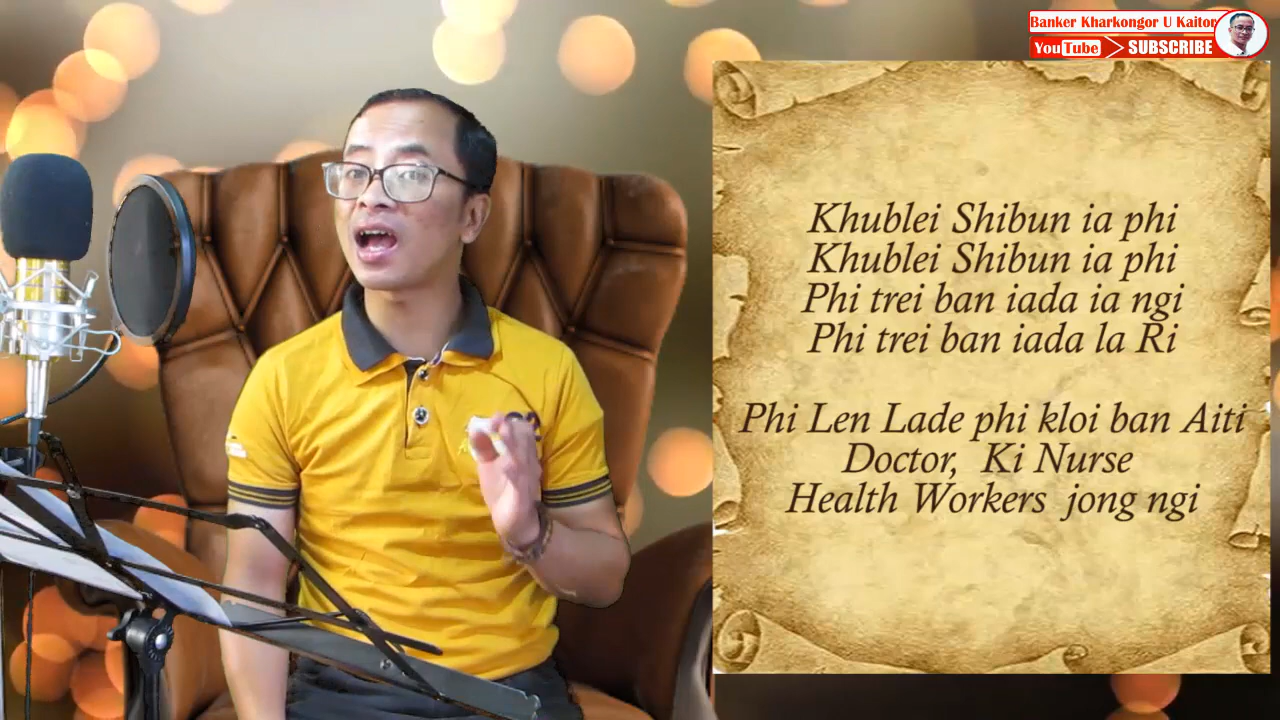 Banker Kharkongor U Kaitor
YouTube SUBSCRIBE
Khublei Shibun ia phi
Khublei Shibun ia phi
Phi trei ban iada ia ngi
Phi trei ban iada la Ri
Phi Len Lade phi kloi ban Aiti
Doctor, Ki Nurse
Health Workers jong ngi